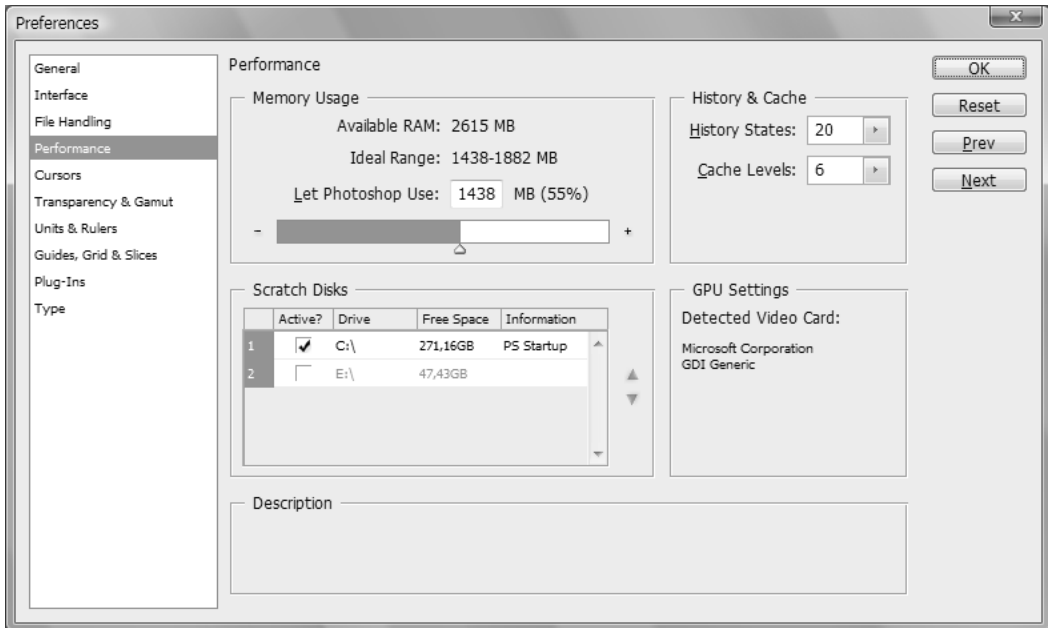 Preferences
General
Interface
File Handling
Performance
Cursors
Transparency & Gamut
Units & Rulers
Guides, Grid & Slices
Plug-Ins
Type
Performance
Memory Usage
Available RAM: 2615 MB
Ideal Range: 1438-1882 MB
Let Photoshop Use: 1438 MB (55%)
- +
History & Cache
History States: 20
Cache Levels: 6
Scratch Disks
Active? Drive Free Space Information
1 C:\ 271,16GB PS Startup
2 E:\ 47,43GB
GPU Settings
Detected Video Card:
Microsoft Corporation
GDI Generic
Description
OK
Reset
Prev
Next